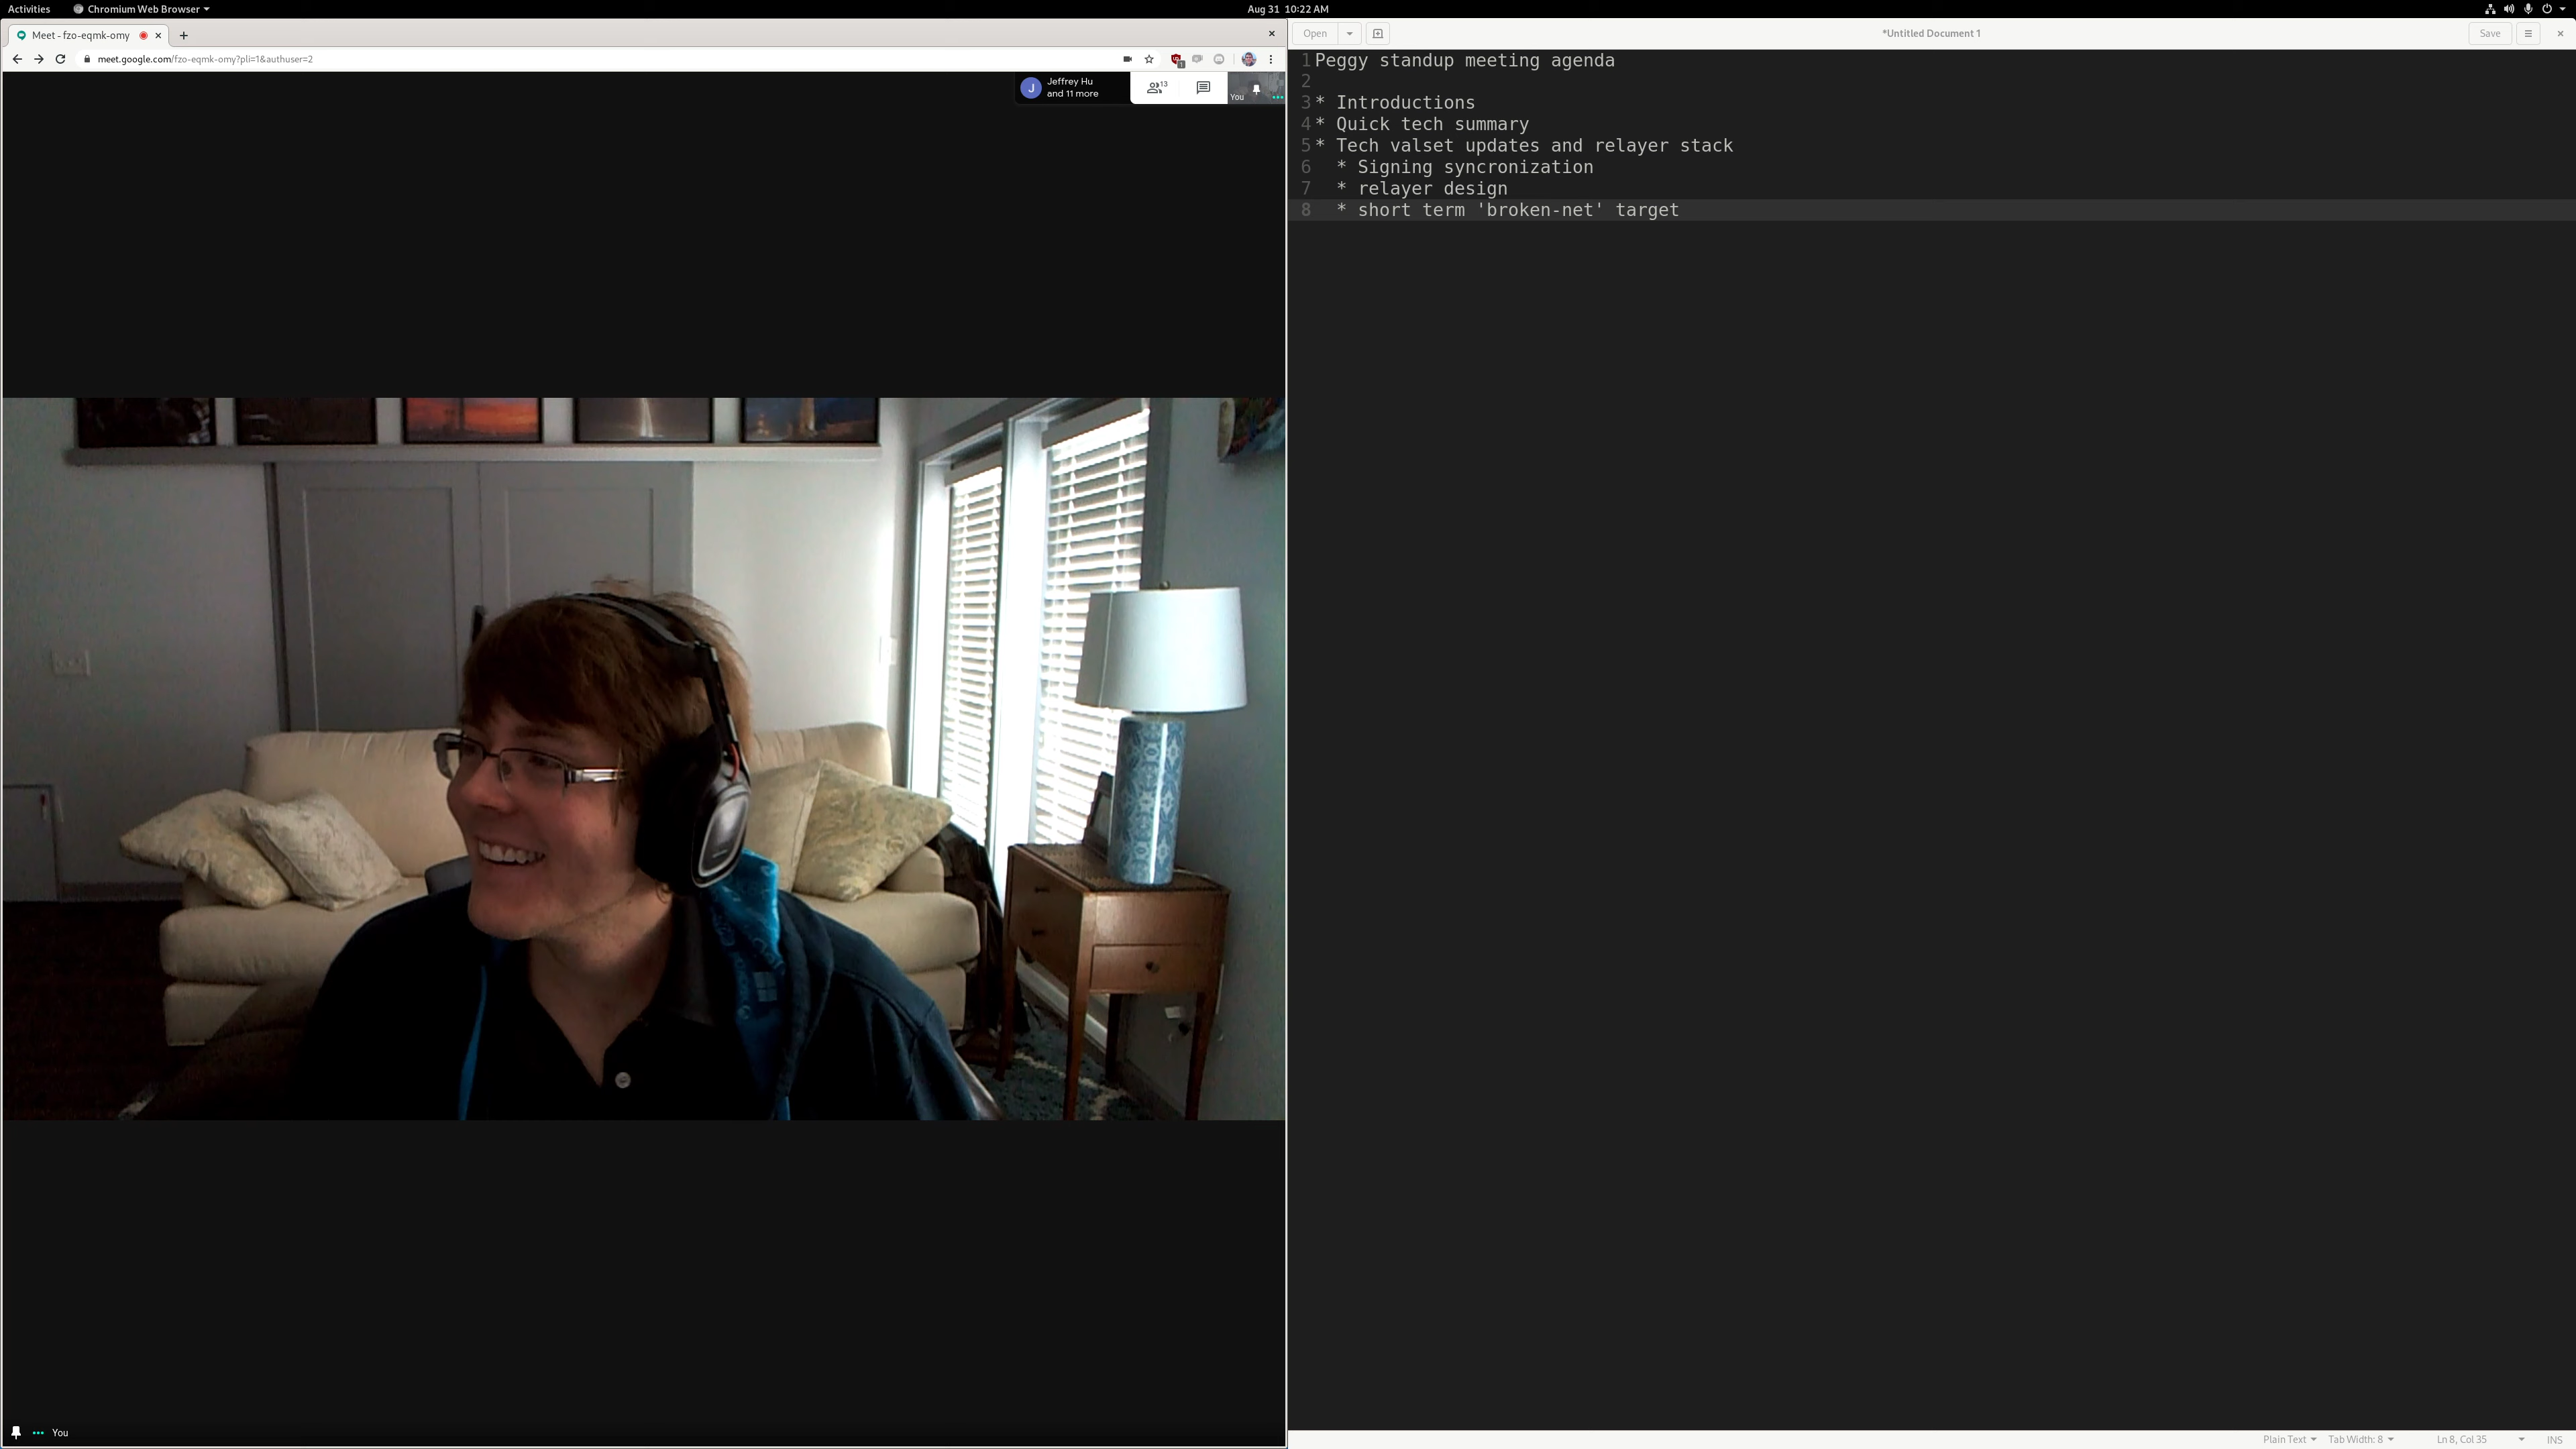 Activities
Chromium Web Browser
Aug 31 10:22 AM
Meet - fzo-eqmk-omy
meet.google.com/fzo-eqmk-omy?pli=1&authuser=2
1
Jeffrey Hu
and 11 more
J
13
You
You
Open
*Untitled Document 1
Save
1 Peggy standup meeting agenda
2
3 * Introductions
4 * Quick tech summary
5 * Tech valset updates and relayer stack
6 * Signing syncronization
7 * relayer design
8 * short term 'broken-net' target
Plain Text
Tab Width: 8
Ln 8, Col 35
INS